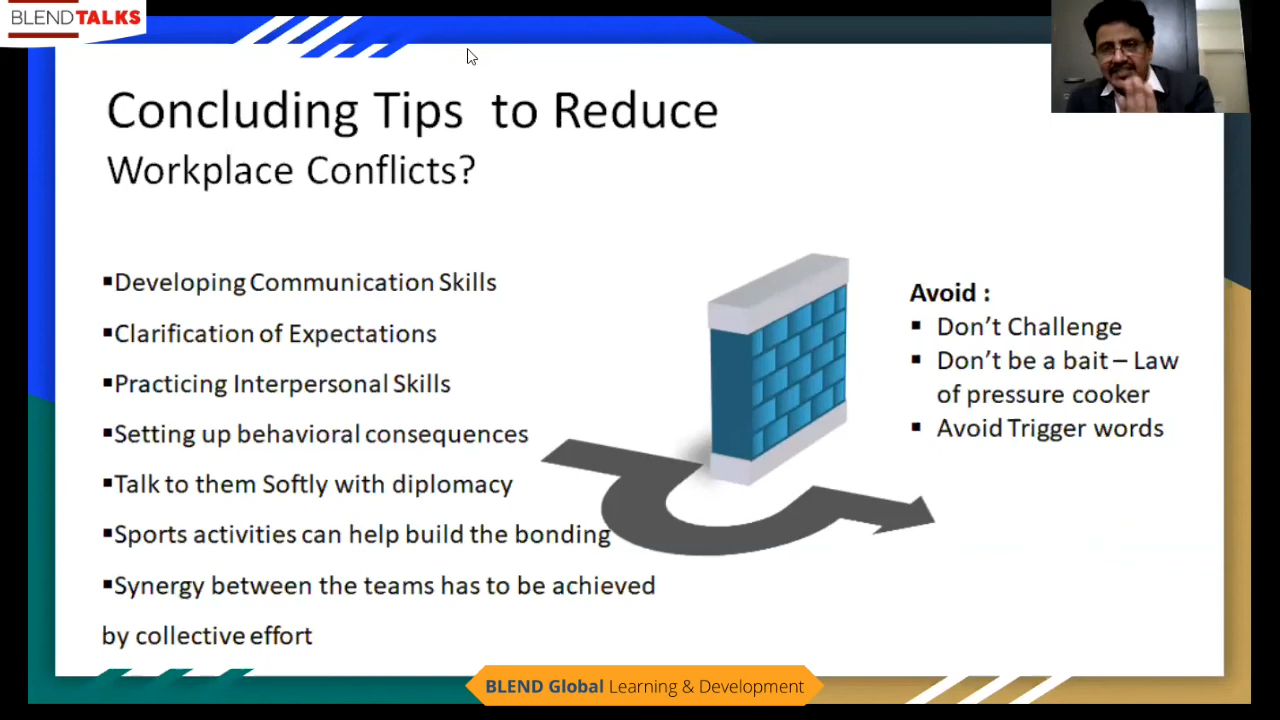 BLENDTALKS
Concluding Tips to Reduce
Workplace Conflicts?
▪Developing Communication Skills
▪Clarification of Expectations
▪Practicing Interpersonal Skills
▪Setting up behavioral consequences
▪Talk to them Softly with diplomacy
▪Sports activities can help build the bonding
▪Synergy between the teams has to be achieved
by collective effort
Avoid :
▪ Don't Challenge
▪ Don't be a bait – Law
of pressure cooker
▪ Avoid Trigger words
BLEND Global Learning & Development